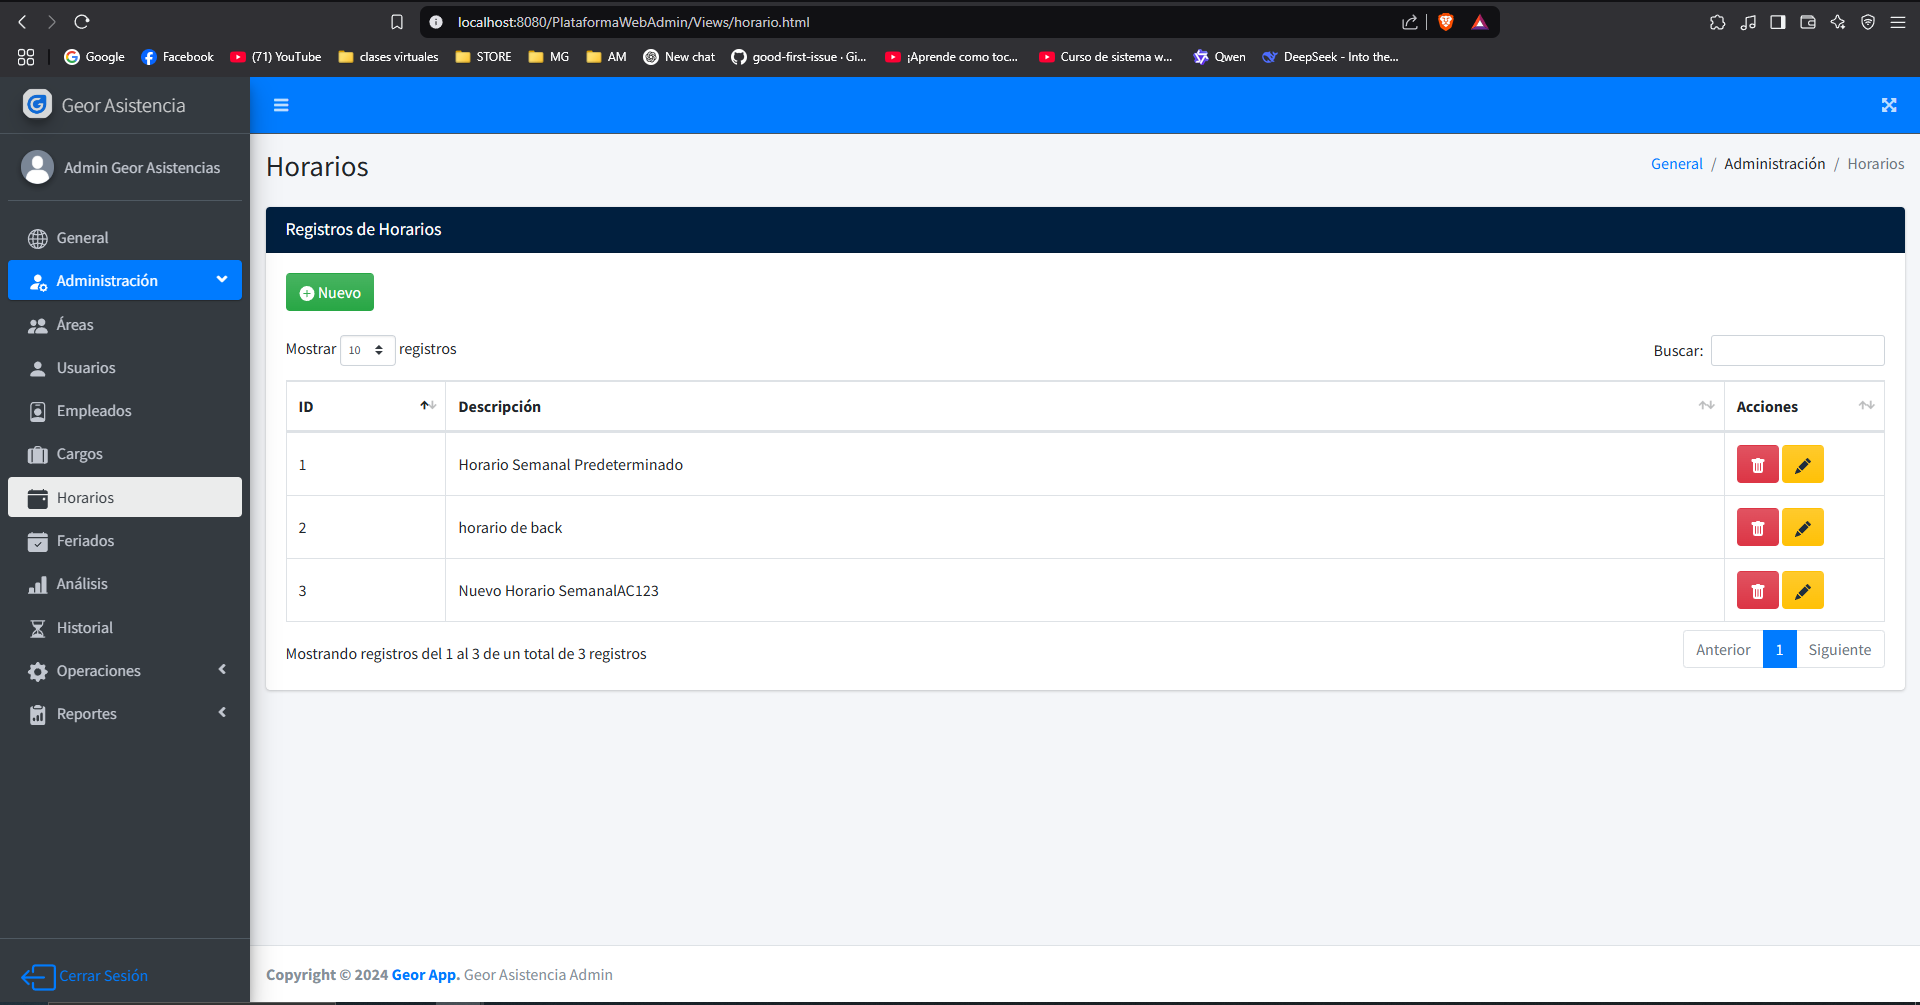 localhost:8080/PlataformaWebAdmin/Views/horario.html
Google
Facebook
(71) YouTube
clases virtuales
STORE
MG
AM
New chat
good-first-issue · Gi...
¡Aprende como toc...
Curso de sistema w...
Qwen
DeepSeek - Into the...
Geor Asistencia
Admin Geor Asistencias
General
Administración
Áreas
Usuarios
Empleados
Cargos
Horarios
Feriados
Análisis
Historial
Operaciones
Reportes
Cerrar Sesión
Horarios
General / Administración / Horarios
Registros de Horarios
Nuevo
Mostrar 10 registros
Buscar:
ID Descripción Acciones
1 Horario Semanal Predeterminado
2 horario de back
3 Nuevo Horario SemanalAC123
Mostrando registros del 1 al 3 de un total de 3 registros
Anterior 1 Siguiente
Copyright © 2024 Geor App. Geor Asistencia Admin